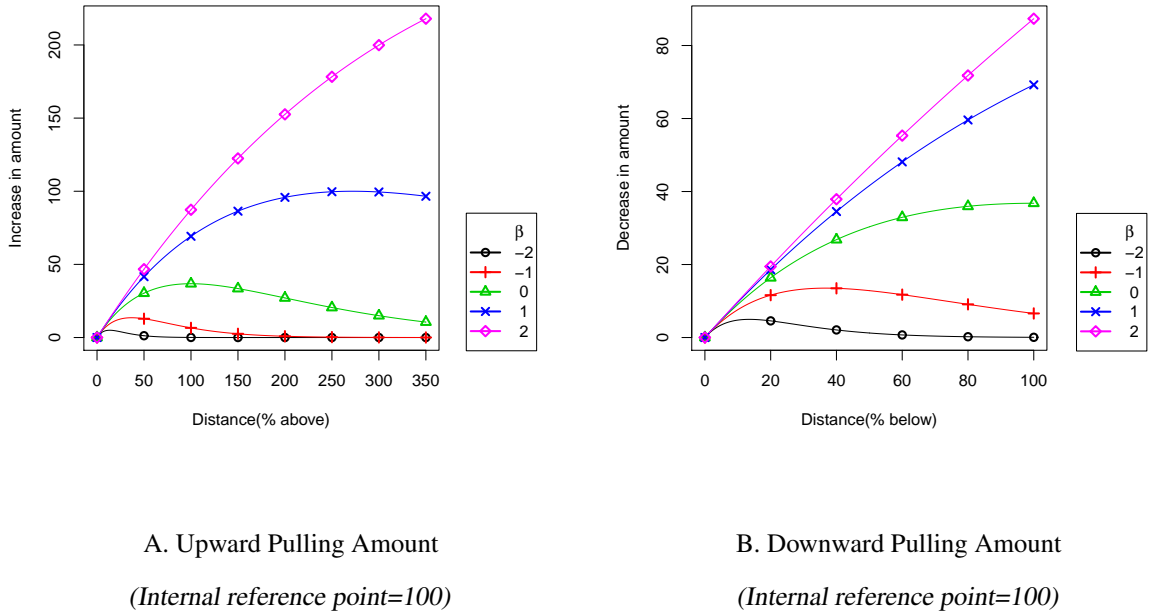 Increase in amount
0 50 100 150 200
0 50 100 150 200 250 300 350
Distance(% above)
β
−2
−1
0
1
2
Decrease in amount
0 20 40 60 80
0 20 40 60 80 100
Distance(% below)
β
−2
−1
0
1
2
A. Upward Pulling Amount
(Internal reference point=100)
B. Downward Pulling Amount
(Internal reference point=100)